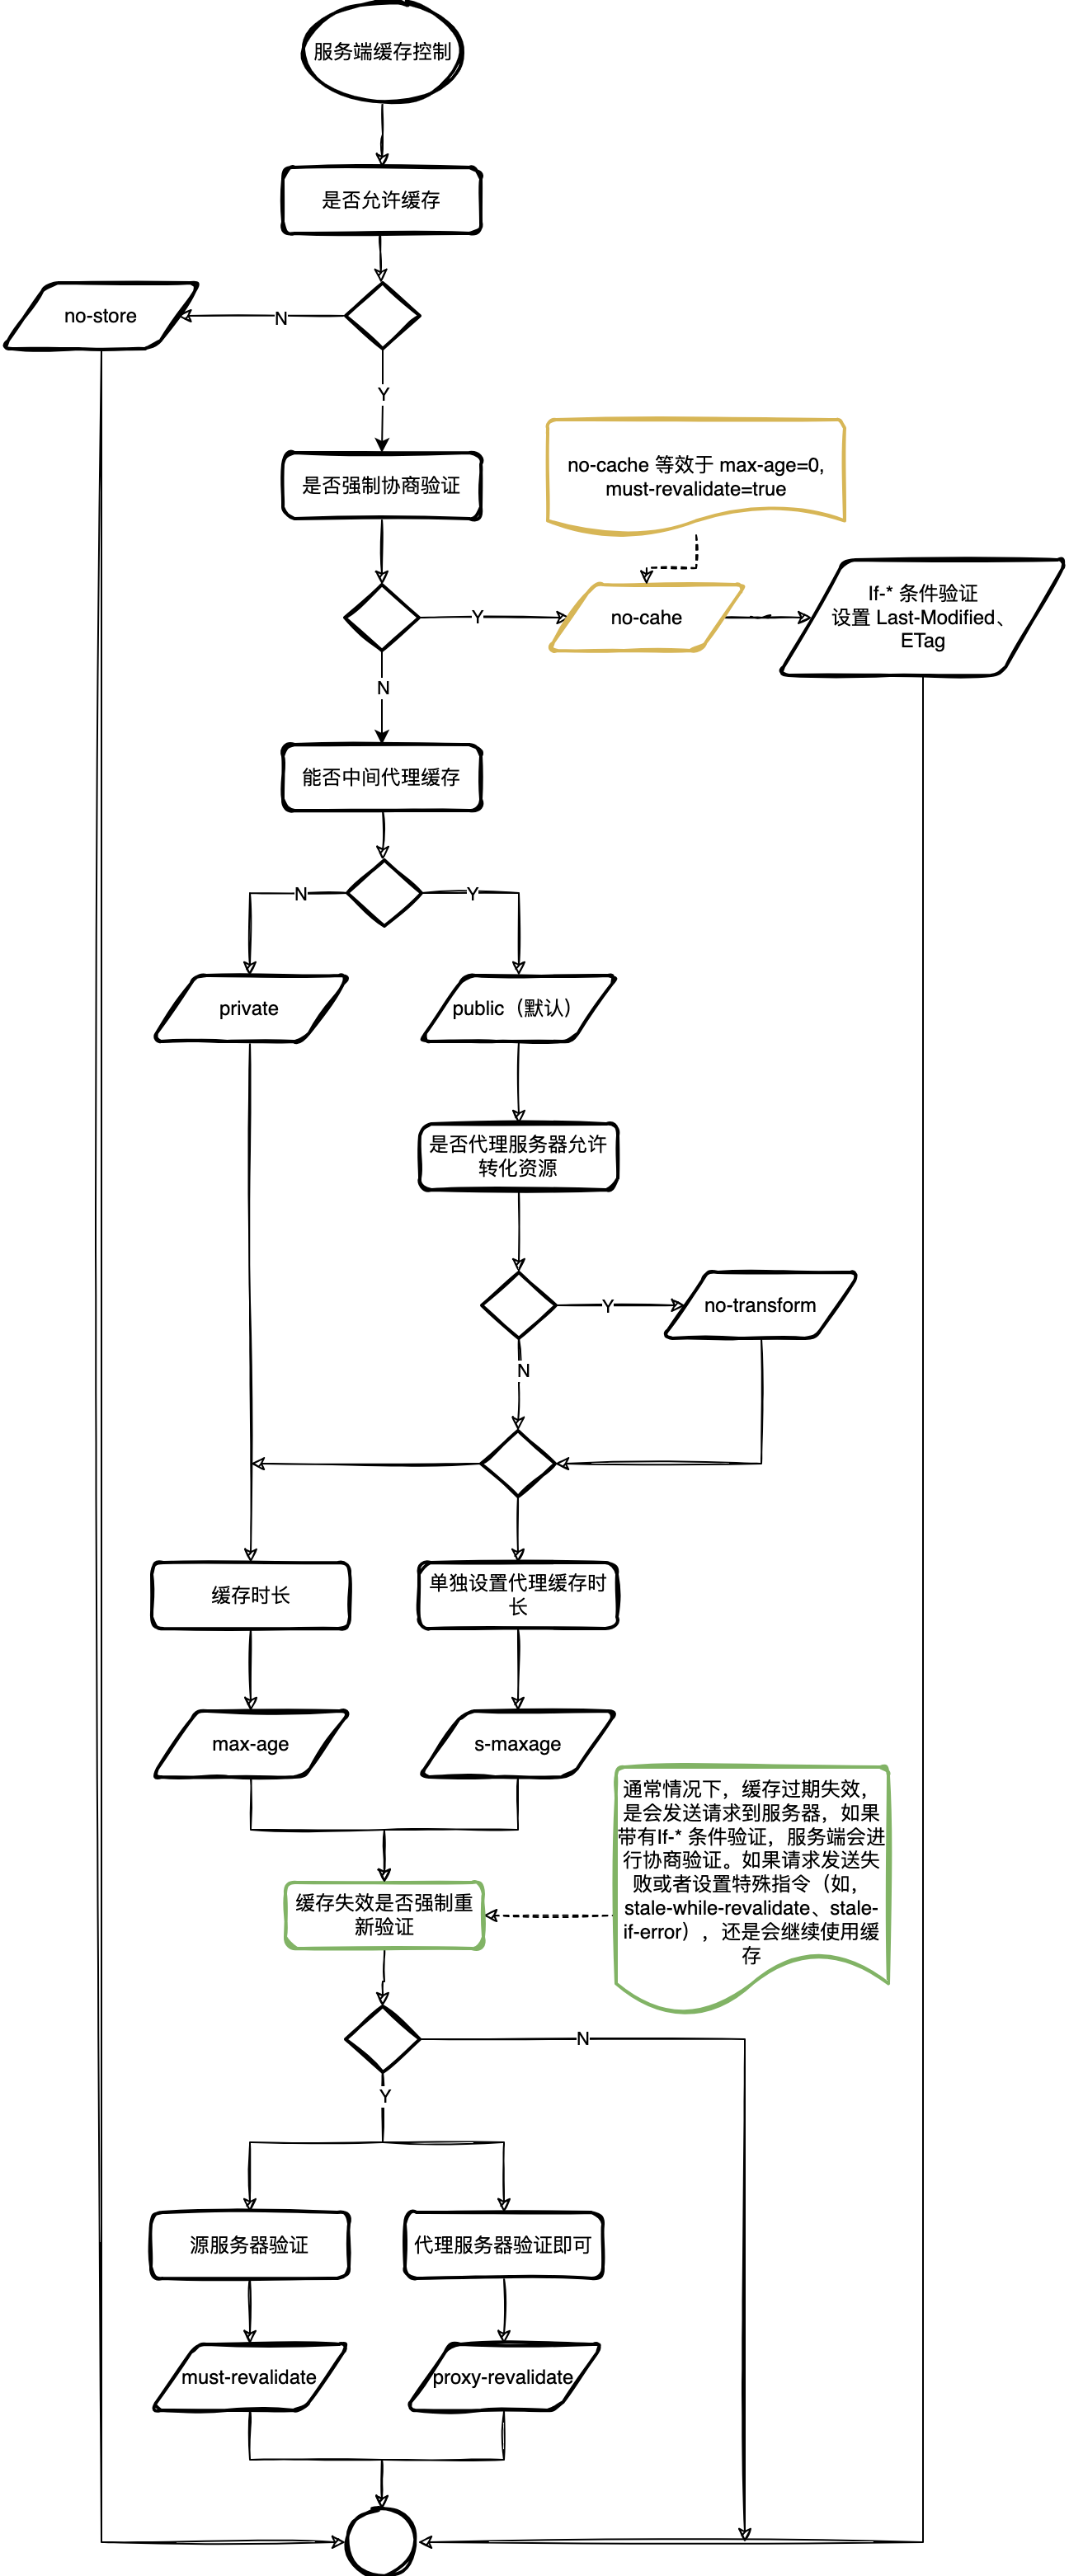 服务端缓存控制
是否允许缓存
no-store
N
Y
no-cache 等效于 max-age=0,
must-revalidate=true
是否强制协商验证
If-* 条件验证
设置 Last-Modified、
ETag
Y
no-cahe
N
能否中间代理缓存
N
Y
private
public（默认）
是否代理服务器允许
转化资源
Y
no-transform
N
缓存时长
单独设置代理缓存时
长
max-age
s-maxage
通常情况下，缓存过期失效，
是会发送请求到服务器，如果
带有If-* 条件验证，服务端会进
行协商验证。如果请求发送失
败或者设置特殊指令（如，
stale-while-revalidate、stale-
if-error），还是会继续使用缓
存
缓存失效是否强制重
新验证
N
Y
源服务器验证
代理服务器验证即可
must-revalidate
proxy-revalidate